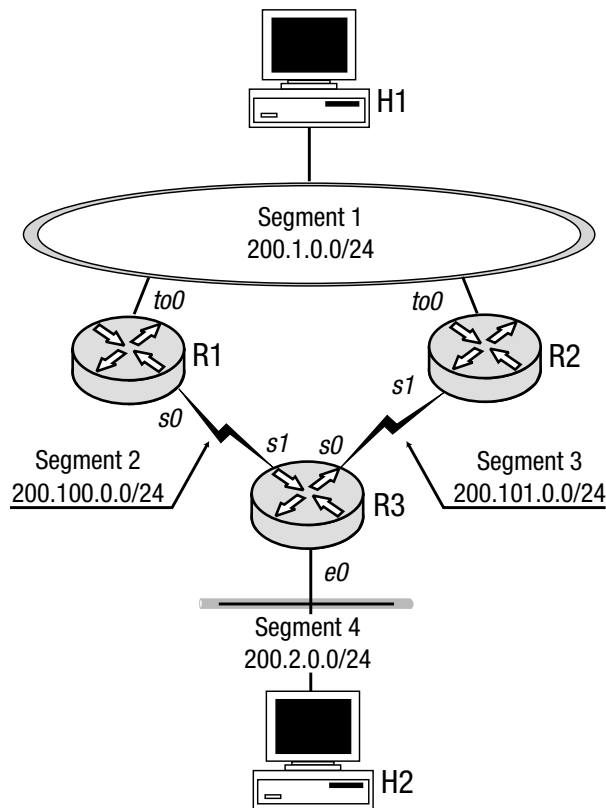 H1
Segment 1
200.1.0.0/24
to0
to0
R1
R2
s0
s1
s1
s0
Segment 2
200.100.0.0/24
Segment 3
200.101.0.0/24
R3
e0
Segment 4
200.2.0.0/24
H2